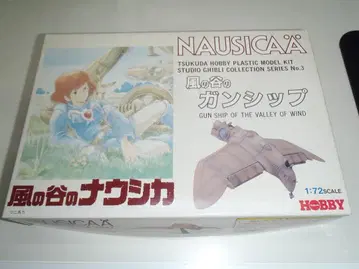 NAUSICAÄ
TSUKUDA HOBBY PLASTIC MODEL KIT
STUDIO GHIBLI COLLECTION SERIES No.3
風の谷の
ガンシップ
GUN SHIP OF THE VALLEY OF WIND
風の谷のナウシカ
1:72 SCALE
HOBBY
NAUSICAÄ